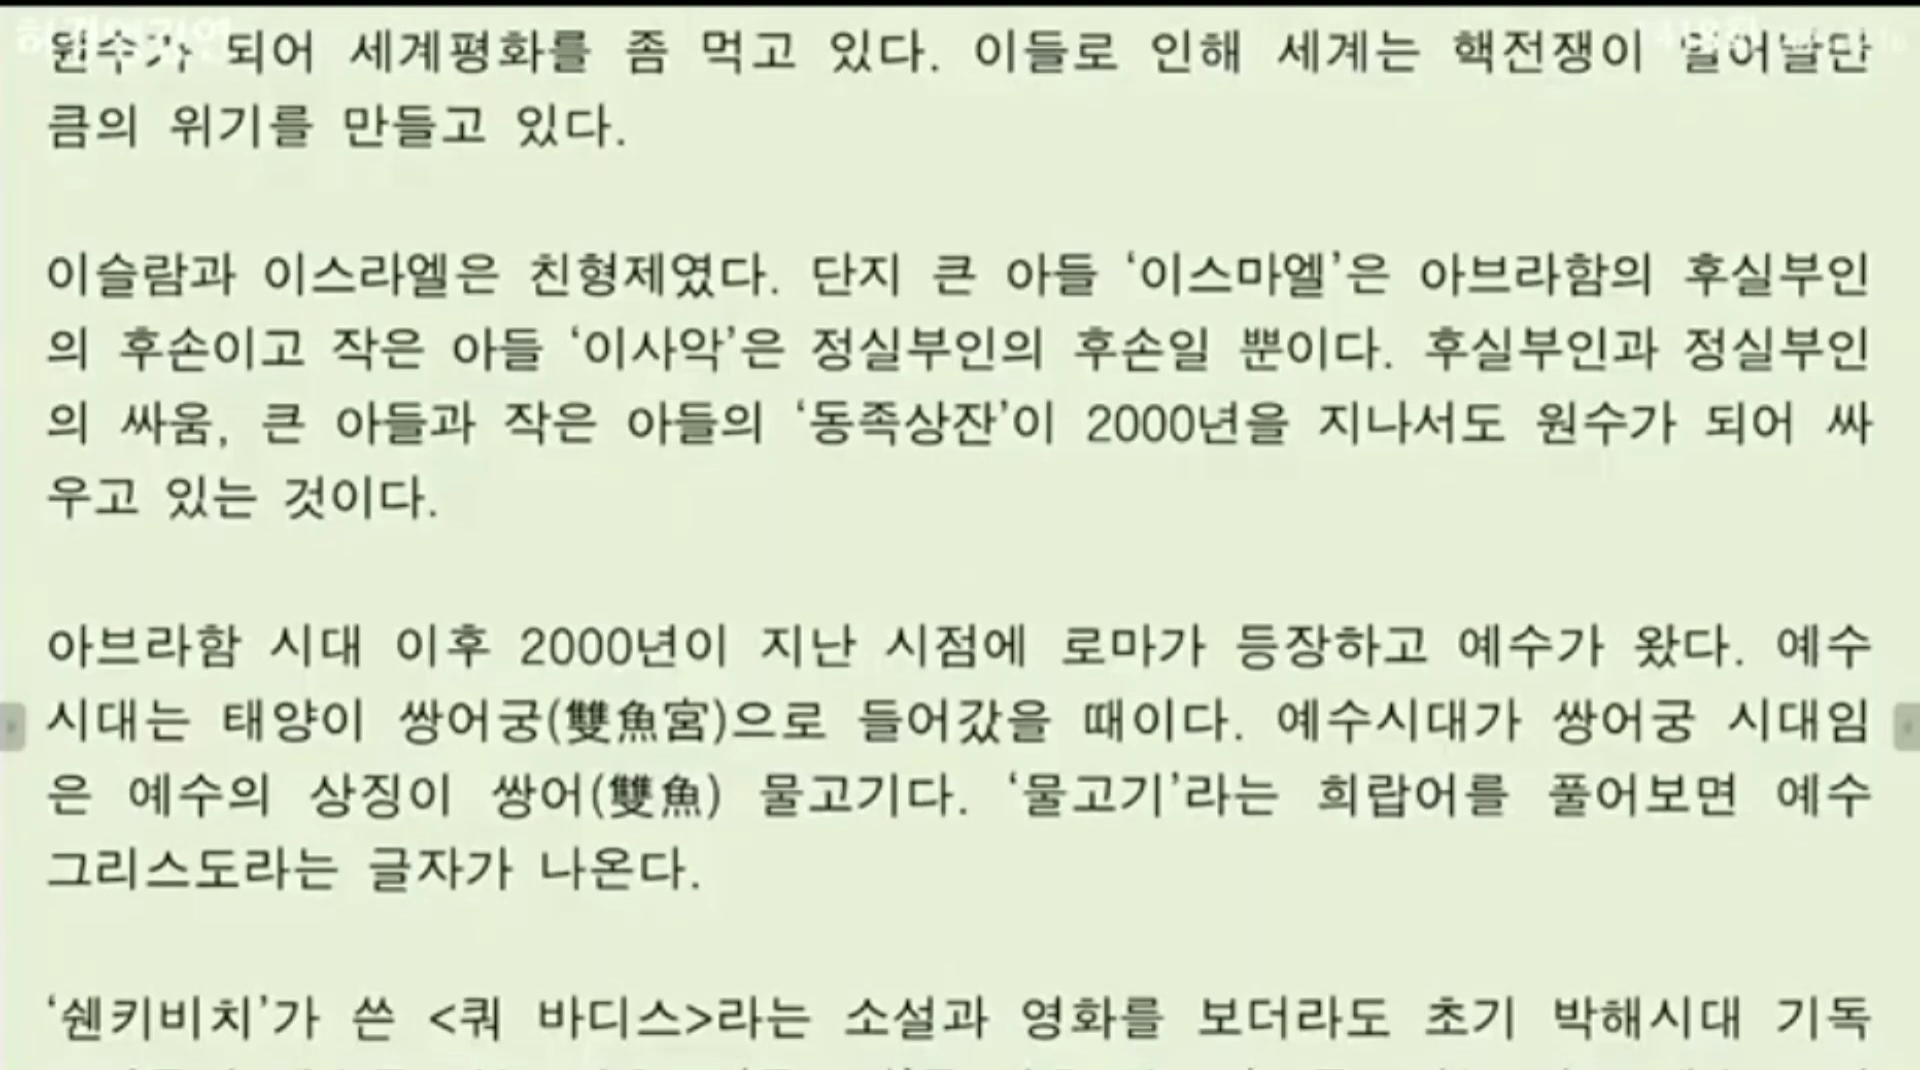 원수가 되어 세계평화를 좀 먹고 있다. 이들로 인해 세계는 핵전쟁이 일어날만
큼의 위기를 만들고 있다.
이슬람과 이스라엘은 친형제였다. 단지 큰 아들 ‘이스마엘’은 아브라함의 후실부인
의 후손이고 작은 아들 ‘이사악’은 정실부인의 후손일 뿐이다. 후실부인과 정실부인
의 싸움, 큰 아들과 작은 아들의 ‘동족상잔’이 2000년을 지나서도 원수가 되어 싸
우고 있는 것이다.
아브라함 시대 이후 2000년이 지난 시점에 로마가 등장하고 예수가 왔다. 예수
시대는 태양이 쌍어궁(雙魚宮)으로 들어갔을 때이다. 예수시대가 쌍어궁 시대임
은 예수의 상징이 쌍어(雙魚) 물고기다. ‘물고기’라는 희랍어를 풀어보면 예수
그리스도라는 글자가 나온다.
‘쉔키비치’가 쓴 <쿼 바디스>라는 소설과 영화를 보더라도 초기 박해시대 기독